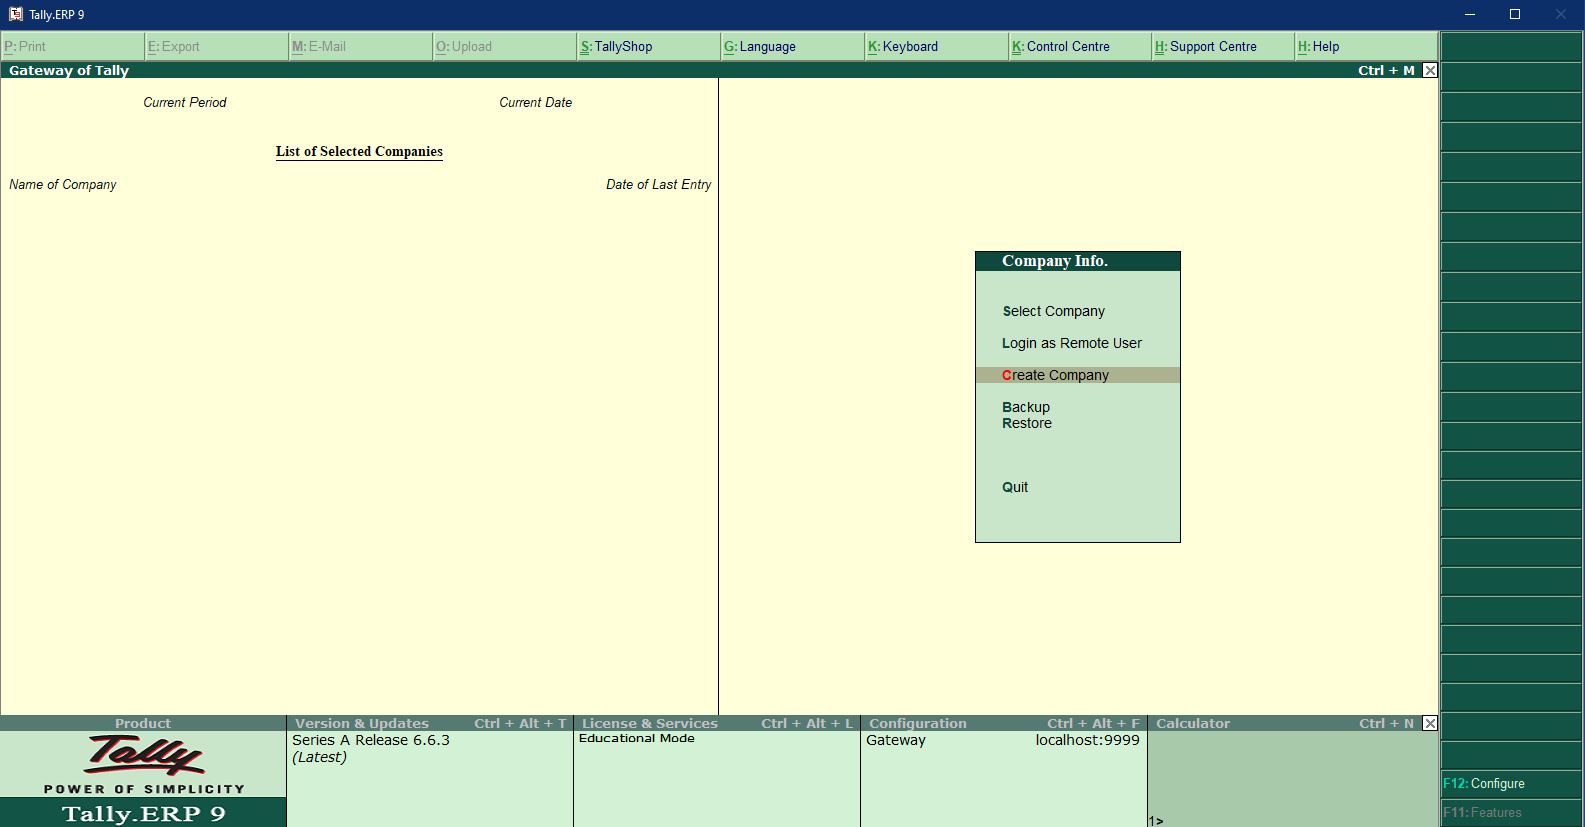 Tally.ERP 9
P: Print E: Export M: E-Mail O: Upload S: TallyShop G: Language K: Keyboard K: Control Centre H: Support Centre H: Help
Gateway of Tally Ctrl + M
Current Period Current Date
List of Selected Companies
Name of Company Date of Last Entry
Company Info.
Select Company
Login as Remote User
Create Company
Backup
Restore
Quit
Product Version & Updates Ctrl + Alt + T License & Services Ctrl + Alt + L Configuration Ctrl + Alt + F Calculator Ctrl + N
Tally
POWER OF SIMPLICITY
Tally.ERP 9
Series A Release 6.6.3
(Latest)
Educational Mode
Gateway localhost:9999
1>
F12: Configure
F11: Features